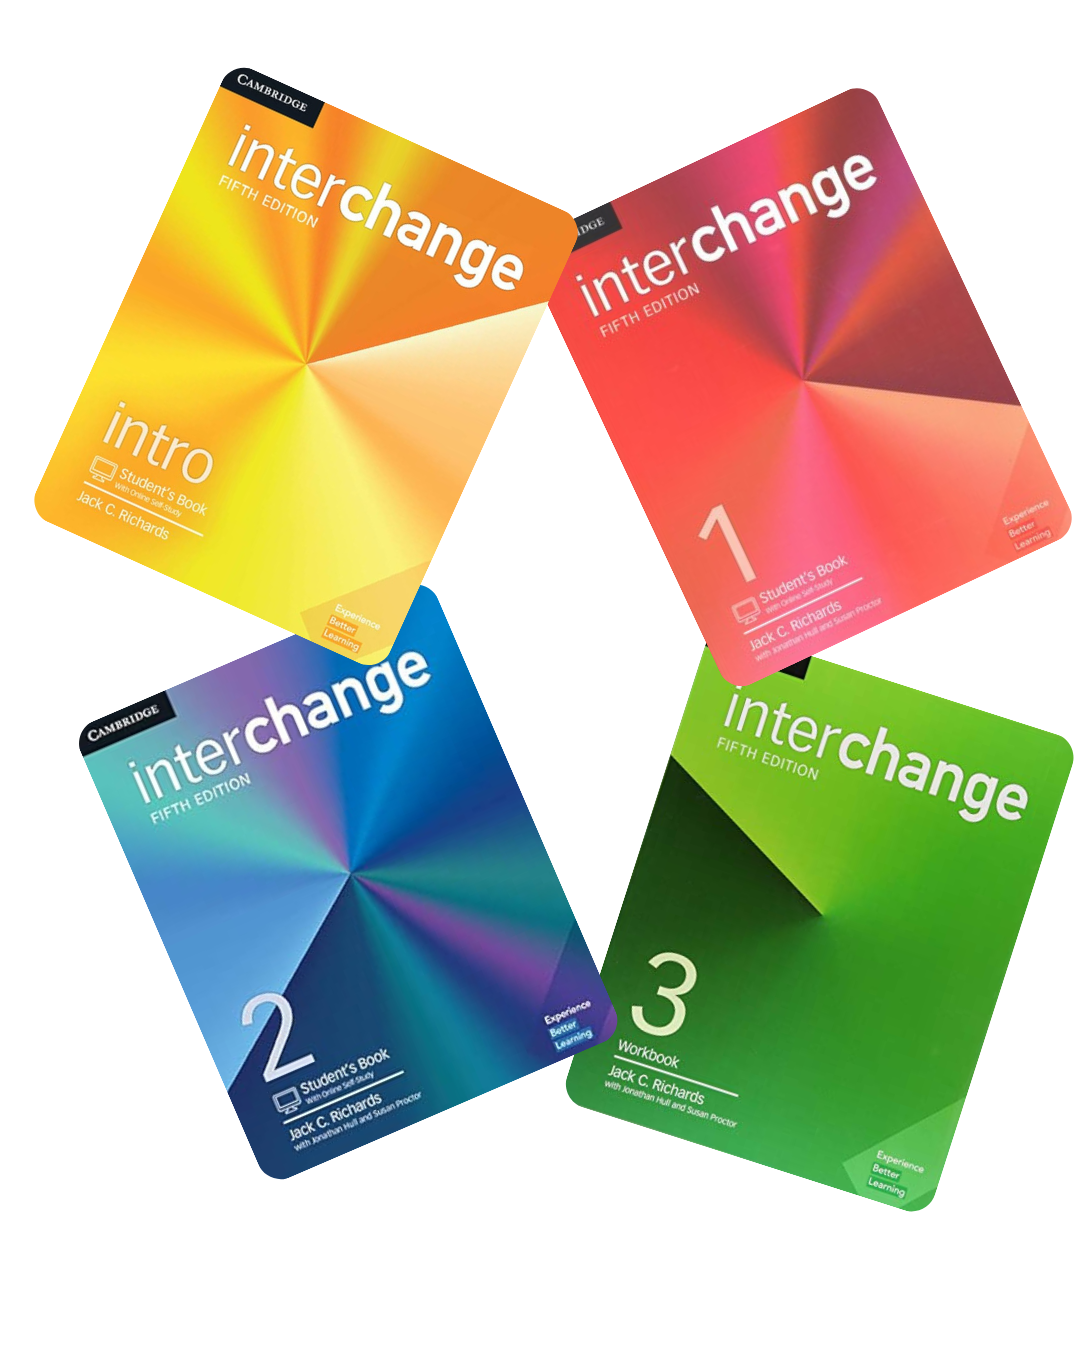 CAMBRIDGE
interchange
FIFTH EDITION
intro
Student's Book
With Online Self-Study
Jack C. Richards
Experience
Better
Learning
interchange
FIFTH EDITION
1
Student's Book
With Online Self-Study
Jack C. Richards
with Jonathan Hull and Susan Proctor
Experience
Better
Learning
CAMBRIDGE
interchange
FIFTH EDITION
2
Student's Book
With Online Self-Study
Jack C. Richards
with Jonathan Hull and Susan Proctor
Experience
Better
Learning
interchange
FIFTH EDITION
3
Workbook
Jack C. Richards
with Jonathan Hull and Susan Proctor
Experience
Better
Learning